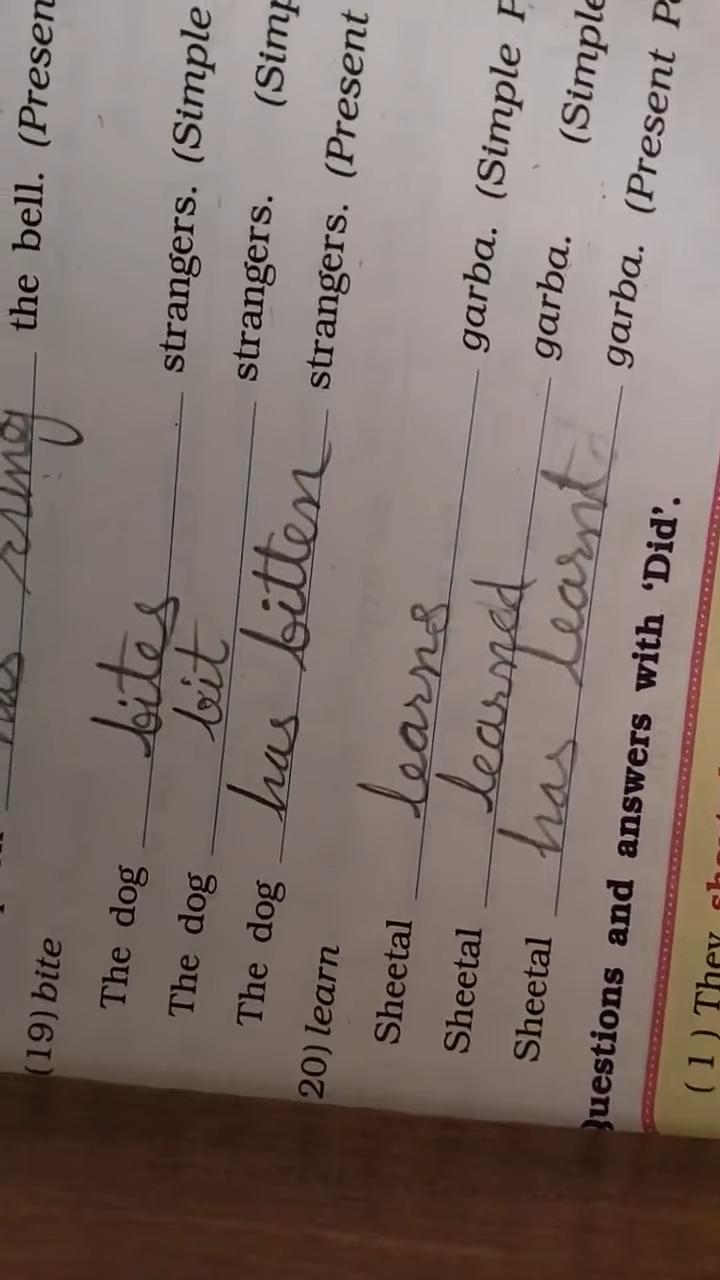 rung the bell. (Presen
(19) bite
The dog bites strangers. (Simple
The dog bit strangers. (Simp
The dog has bitten strangers. (Present
20) learn
Sheetal learns garba. (Simple P
Sheetal learned garba. (Simple
Sheetal has learnt garba. (Present P
Questions and answers with 'Did'.
( 1 ) They